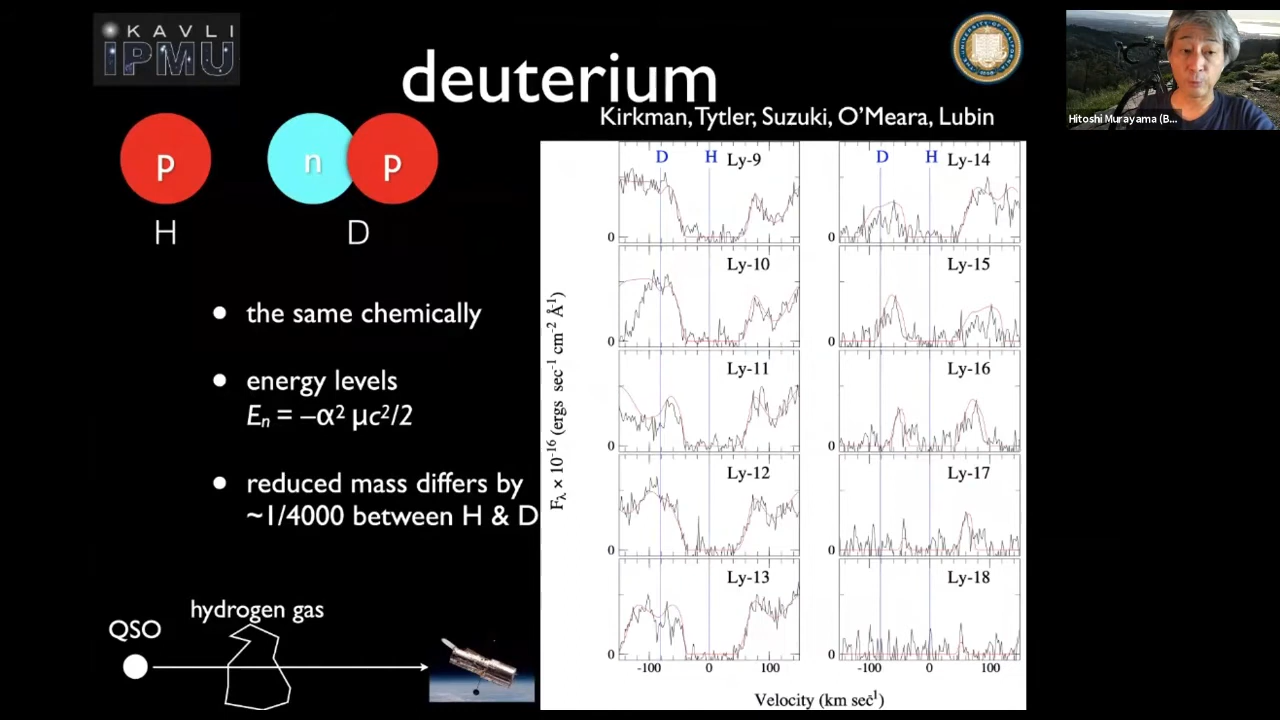 KAVLI
IPMU
deuterium
Kirkman, Tytler, Suzuki, O'Meara, Lubin
Hitoshi Murayama (B...
p
n
p
H
D
• the same chemically
• energy levels
Eₙ = –α² μc²/2
• reduced mass differs by
~1/4000 between H & D
hydrogen gas
QSO
D H Ly-9
0
Ly-10
0
Ly-11
0
Ly-12
0
Ly-13
0
-100 0 100
D H Ly-14
0
Ly-15
0
Ly-16
0
Ly-17
0
Ly-18
0
-100 0 100
Fλ × 10⁻¹⁶ (ergs sec⁻¹ cm⁻² Å⁻¹)
Velocity (km sec⁻¹)